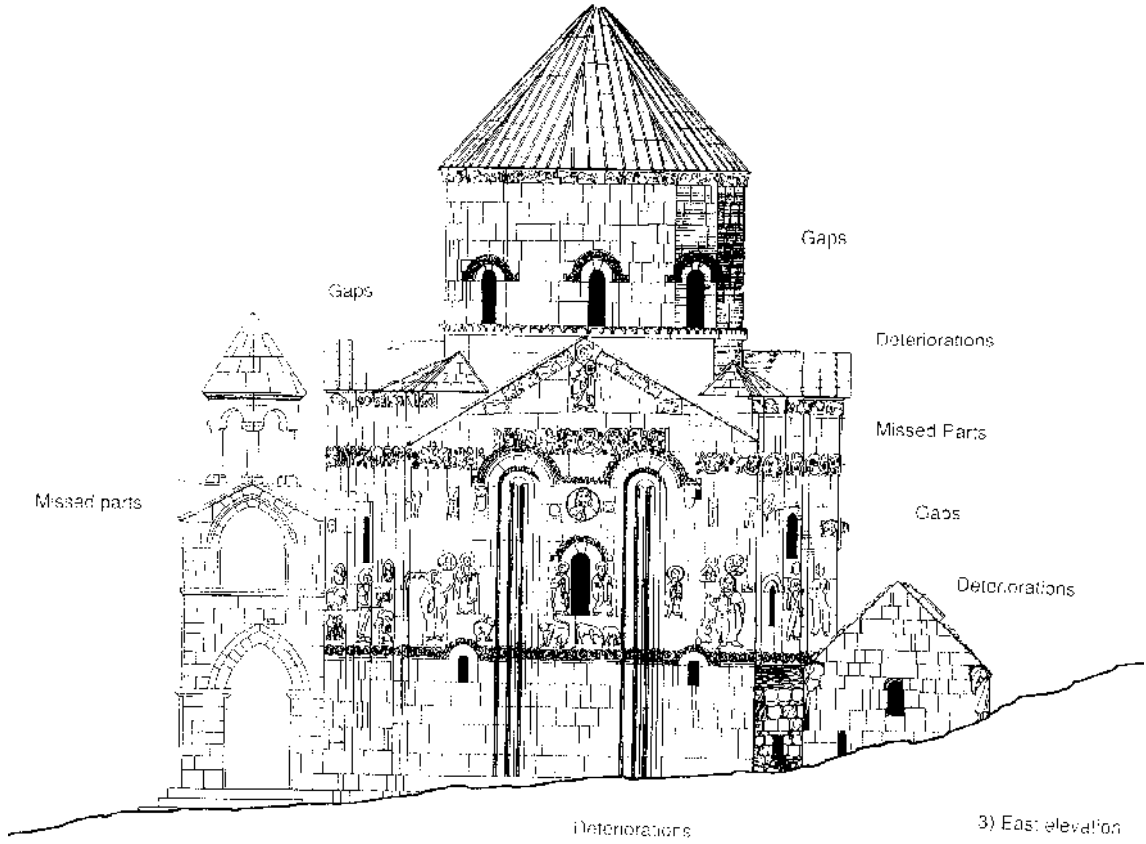 Gaps
Gaps
Deteriorations
Missed Parts
Missed parts
Gaps
Deteriorations
Deteriorations
3) East elevation